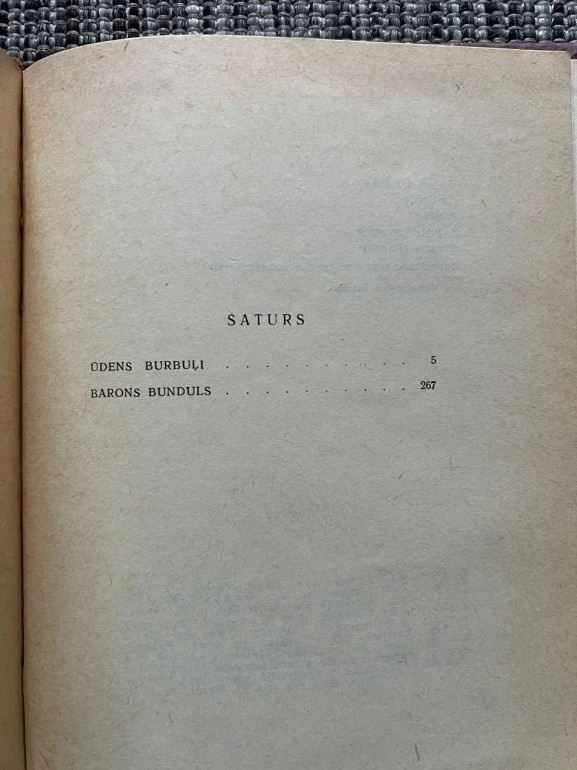 SATURS
ŪDENS BURBUĻI . . . . . . . . . . 5
BARONS BUNDULS . . . . . . . . . . . 267